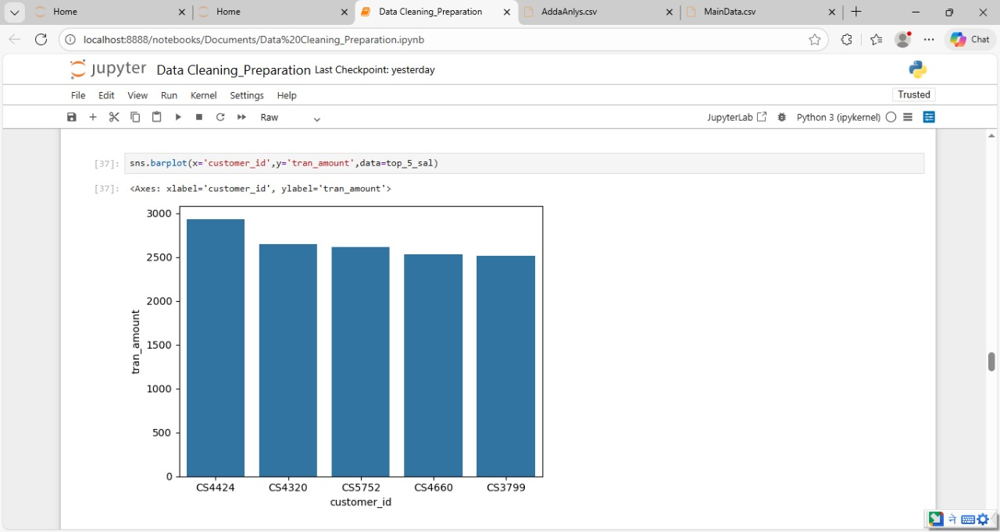 Home
Home
Data Cleaning_Preparation
AddaAnlys.csv
MainData.csv
localhost:8888/notebooks/Documents/Data%20Cleaning_Preparation.ipynb
Chat
jupyter Data Cleaning_Preparation Last Checkpoint: yesterday
File Edit View Run Kernel Settings Help
Trusted
Raw
JupyterLab
Python 3 (ipykernel)
[37]: sns.barplot(x='customer_id',y='tran_amount',data=top_5_sal)
[37]: <Axes: xlabel='customer_id', ylabel='tran_amount'>
3000
2500
2000
1500
1000
500
0
tran_amount
CS4424 CS4320 CS5752 CS4660 CS3799
customer_id
ने